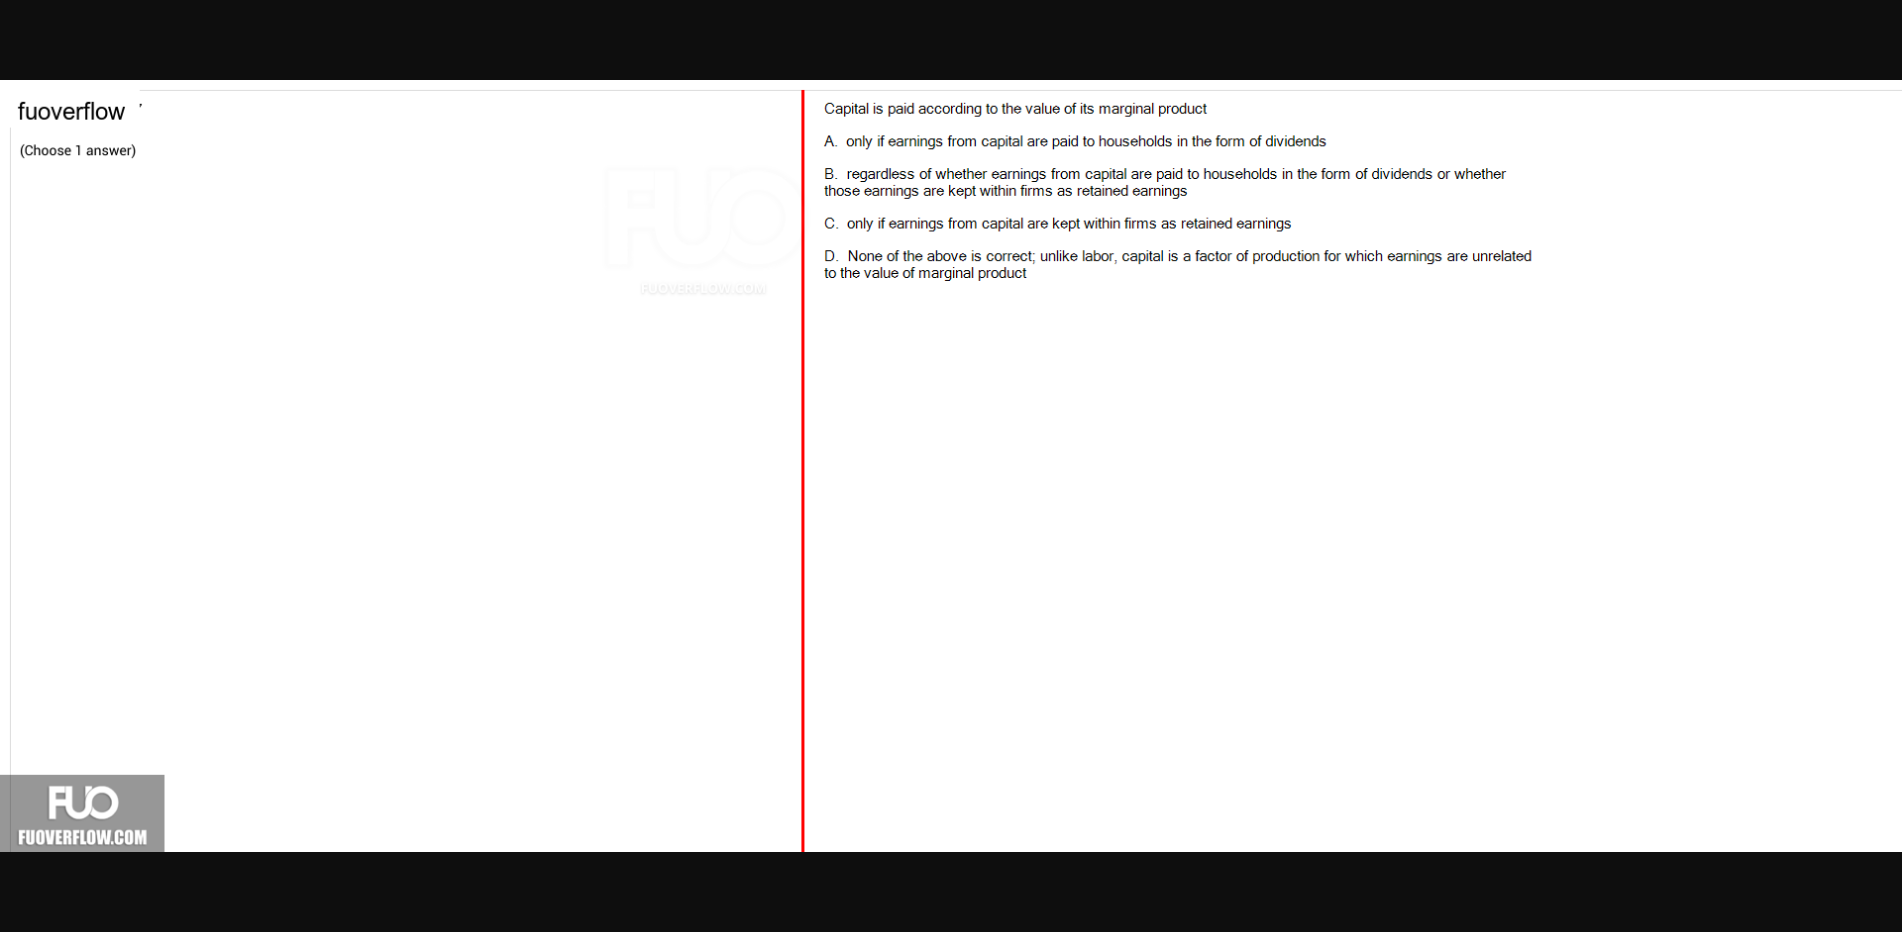 fuoverflow
(Choose 1 answer)
FUO
FUOVERFLOW.COM
Capital is paid according to the value of its marginal product
A. only if earnings from capital are paid to households in the form of dividends
B. regardless of whether earnings from capital are paid to households in the form of dividends or whether
those earnings are kept within firms as retained earnings
C. only if earnings from capital are kept within firms as retained earnings
D. None of the above is correct; unlike labor, capital is a factor of production for which earnings are unrelated
to the value of marginal product
FUO
FUOVERFLOW.COM